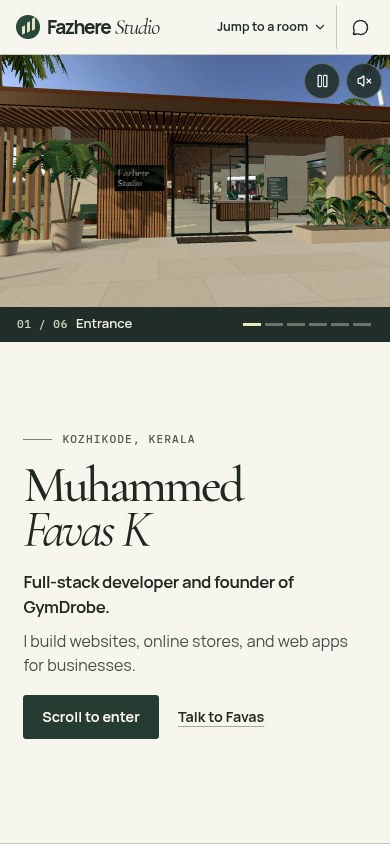 Fazhere Studio
Jump to a room
Fazhere
Studio
01 / 06 Entrance
KOZHIKODE, KERALA
Muhammed
Favas K
Full-stack developer and founder of
GymDrobe.
I build websites, online stores, and web apps
for businesses.
Scroll to enter
Talk to Favas